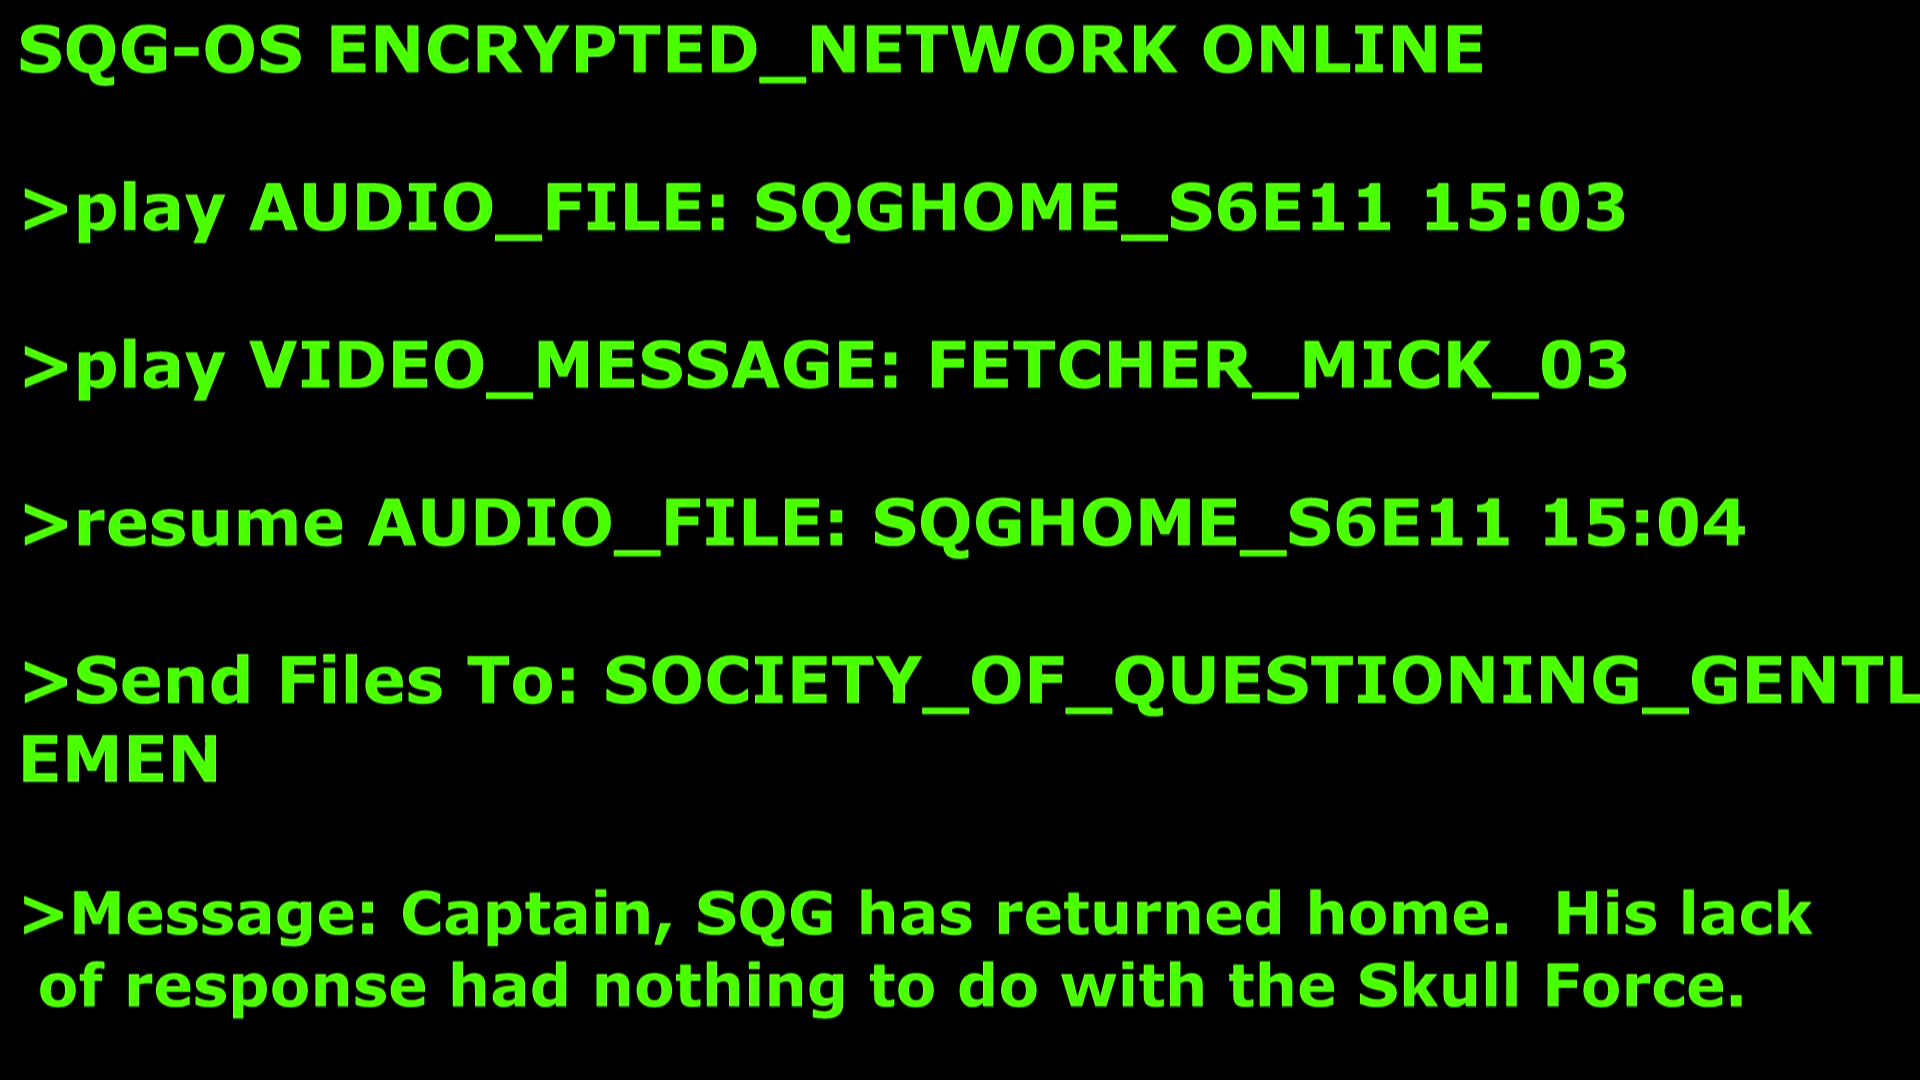 SQG-OS ENCRYPTED_NETWORK ONLINE
>play AUDIO_FILE: SQGHOME_S6E11 15:03
>play VIDEO_MESSAGE: FETCHER_MICK_03
>resume AUDIO_FILE: SQGHOME_S6E11 15:04
>Send Files To: SOCIETY_OF_QUESTIONING_GENTL
EMEN
>Message: Captain, SQG has returned home.  His lack
of response had nothing to do with the Skull Force.